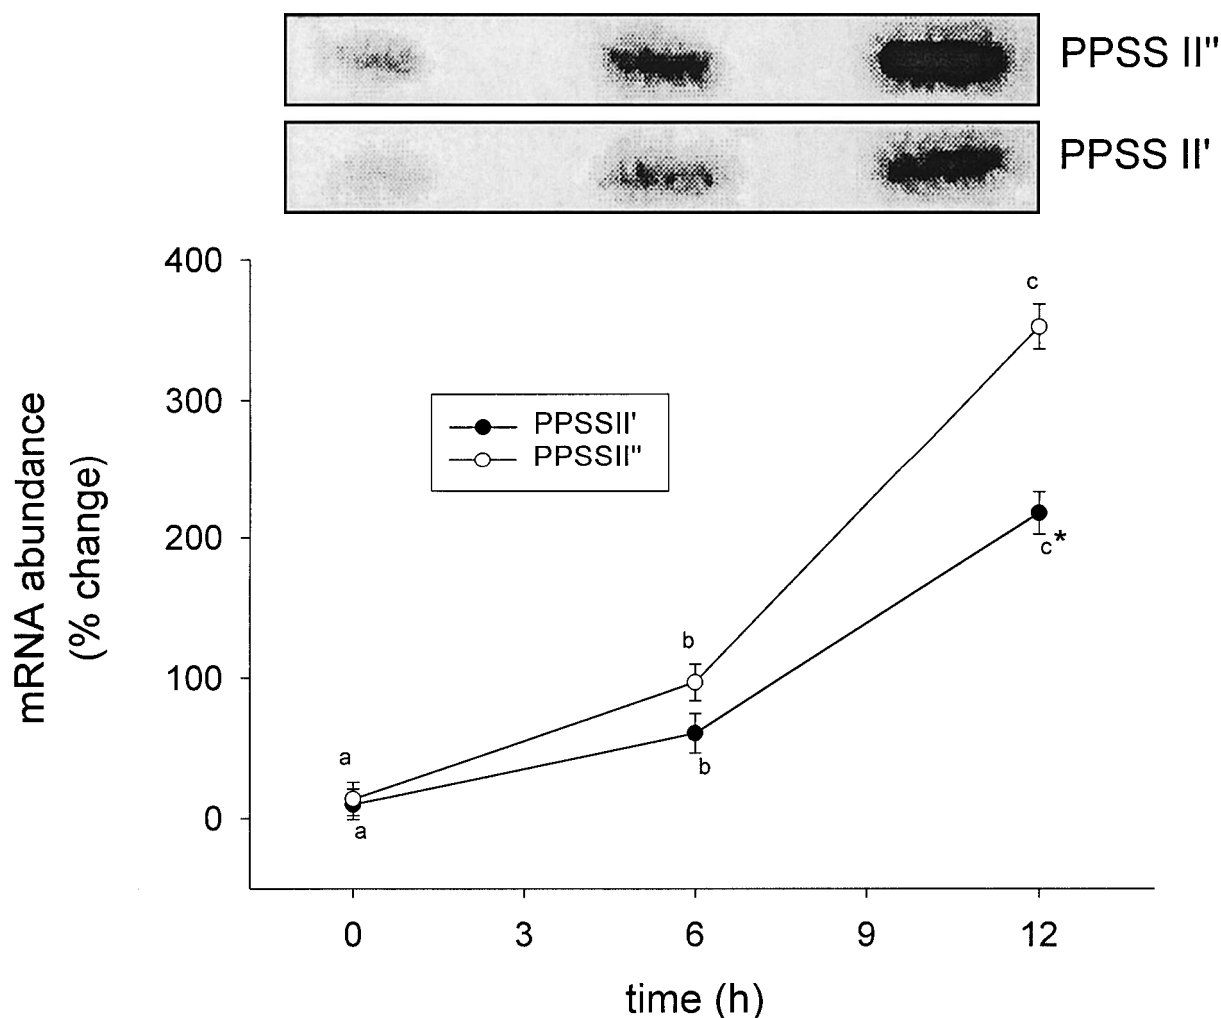 PPSS II"
PPSS II'
400
300
200
100
0
mRNA abundance
(% change)
PPSSII'
PPSSII"
a
a
b
b
c
c*
0 3 6 9 12
time (h)